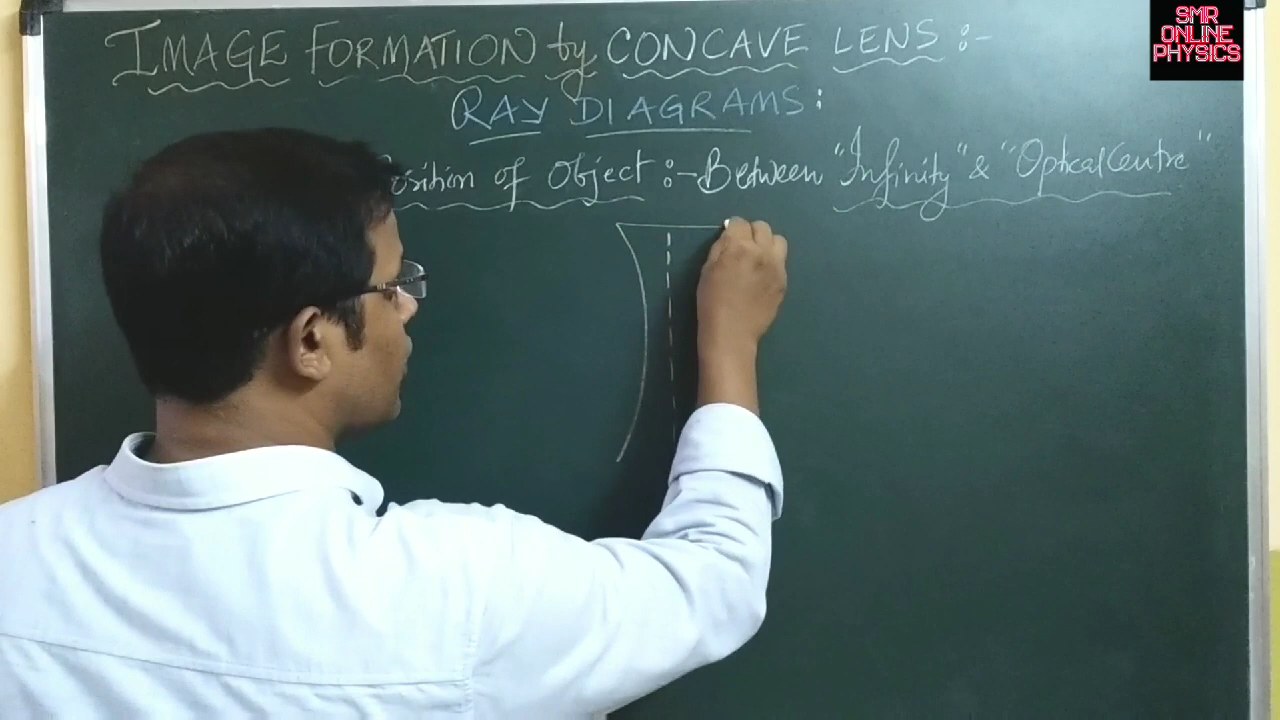 IMAGE FORMATION by CONCAVE LENS :-
RAY DIAGRAMS :
Position of Object :- Between "Infinity" & "Optical Centre"
SMR
ONLINE
PHYSICS